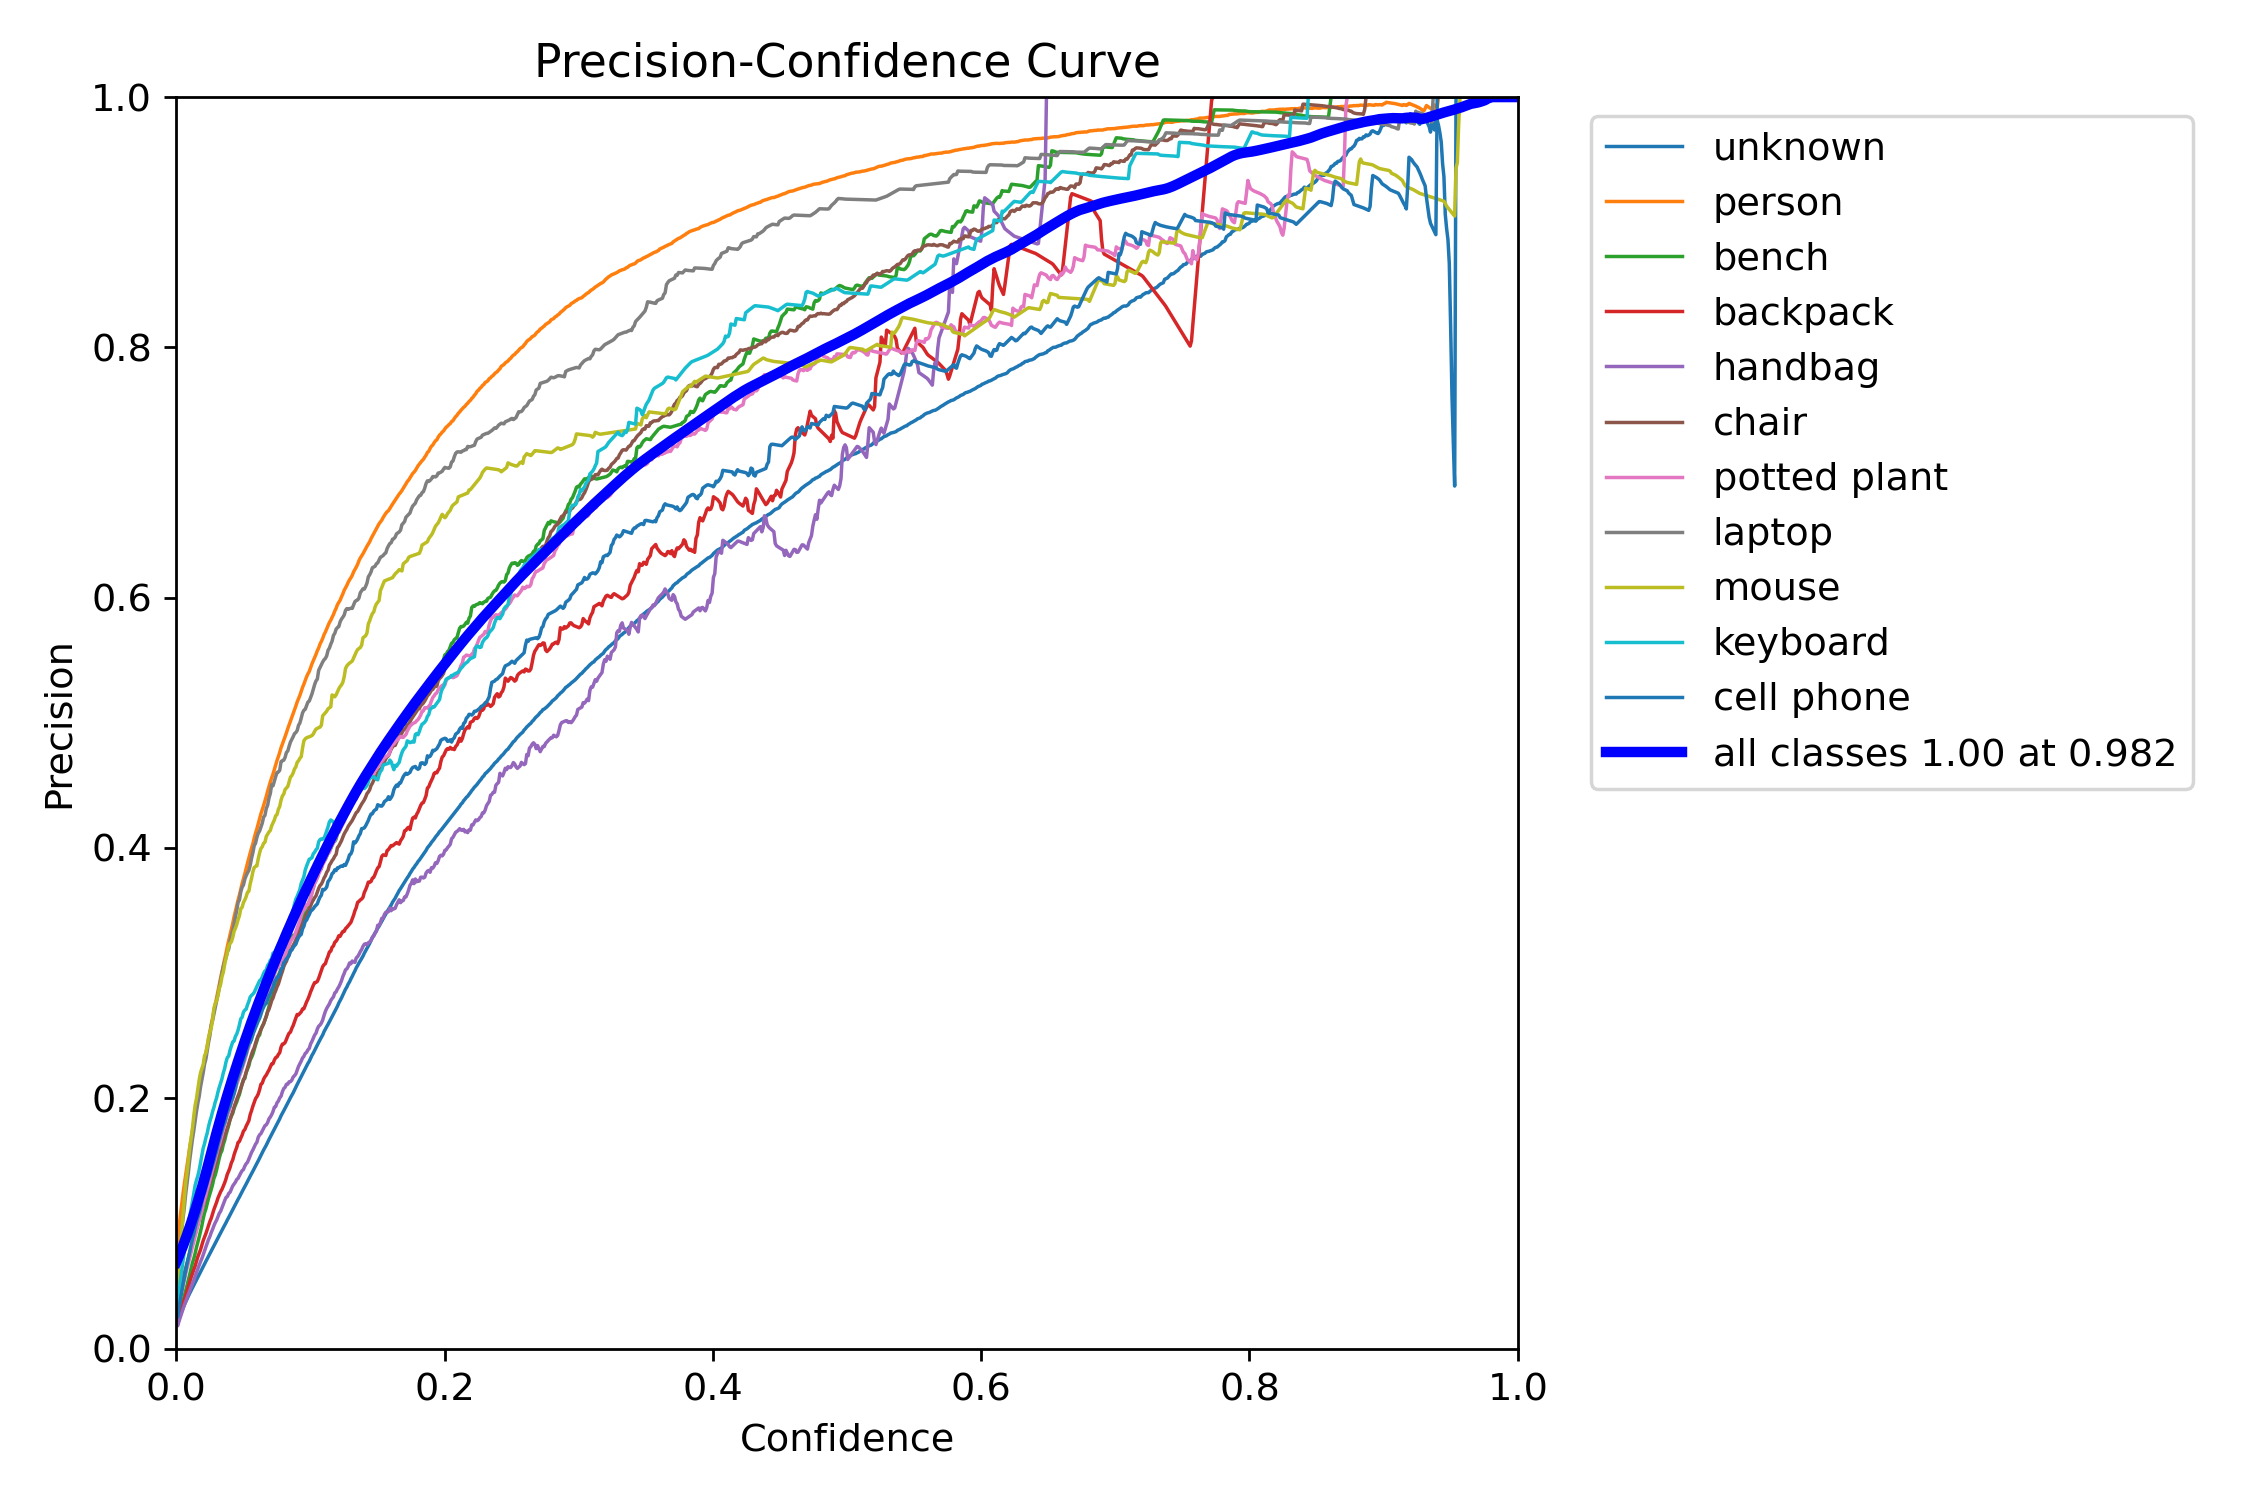 Precision-Confidence Curve
1.0
0.8
0.6
0.4
0.2
0.0
Precision
0.0 0.2 0.4 0.6 0.8 1.0
Confidence
unknown
person
bench
backpack
handbag
chair
potted plant
laptop
mouse
keyboard
cell phone
all classes 1.00 at 0.982